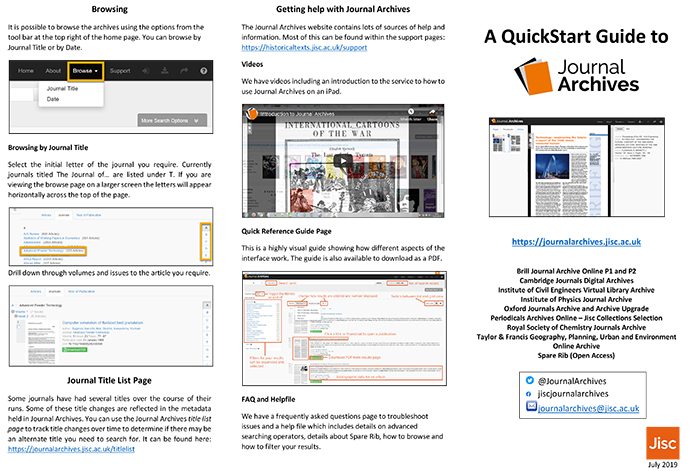 Browsing
It is possible to browse the archives using the options from the
tool bar at the top right of the home page. You can browse by
Journal Title or by Date.
Home About Browse Support
Journal Title
Date
More Search Options
Browsing by Journal Title
Select the initial letter of the journal you require. Currently
journals titled The Journal of… are listed under T. If you are
viewing the browse page on a larger screen the letters will appear
horizontally across the top of the page.
Drill down through volumes and issues to the article you require.
Advanced Powder Technology
Journal Title List Page
Some journals have had several titles over the course of their
runs. Some of these title changes are reflected in the metadata
held in Journal Archives. You can use the Journal Archives title list
page to track title changes over time to determine if there may be
an alternate title you need to search for. It can be found here:
https://journalarchives.jisc.ac.uk/titlelist
Getting help with Journal Archives
The Journal Archives website contains lots of sources of help and
information. Most of this can be found within the support pages:
https://historicaltexts.jisc.ac.uk/support
Videos
We have videos including an introduction to the service to how to
use Journal Archives on an iPad.
Introduction to Journal Archives
INTERNATIONAL CARTOONS
OF THE WAR
Quick Reference Guide Page
This is a highly visual guide showing how different aspects of the
interface work. The guide is also available to download as a PDF.
FAQ and Helpfile
We have a frequently asked questions page to troubleshoot
issues and a help file which includes details on advanced
searching operators, details about Spare Rib, how to browse and
how to filter your results.
A QuickStart Guide to
Journal
Archives
https://journalarchives.jisc.ac.uk
Brill Journal Archive Online P1 and P2
Cambridge Journals Digital Archives
Institute of Civil Engineers Virtual Library Archive
Institute of Physics Journal Archive
Oxford Journals Archive and Archive Upgrade
Periodicals Archives Online – Jisc Collections Selection
Royal Society of Chemistry Journals Archive
Taylor & Francis Geography, Planning, Urban and Environment
Online Archive
Spare Rib (Open Access)
@JournalArchives
jiscjournalarchives
journalarchives@jisc.ac.uk
Jisc
July 2019